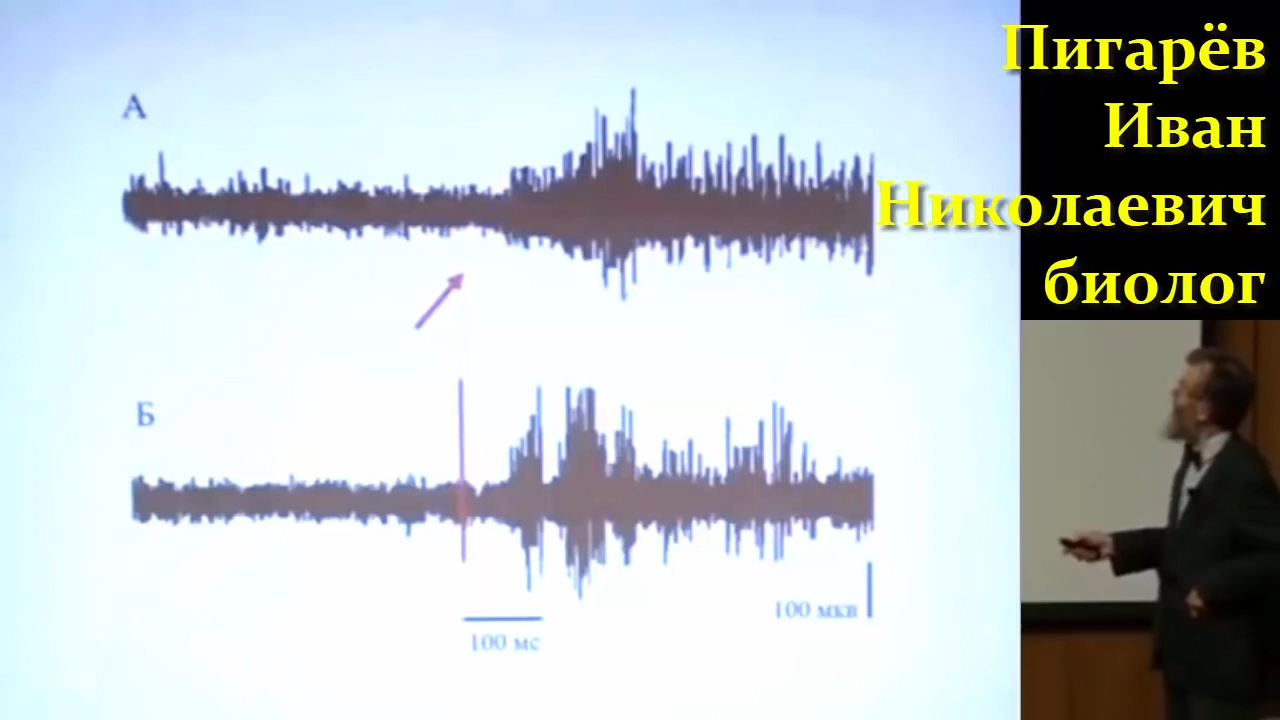 А
Б
100 мкв
100 мс
Пигарёв
Иван
Николаевич
биолог